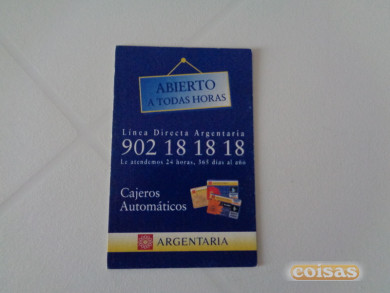 ABIERTO
A TODAS HORAS
Línea Directa Argentaria
902 18 18 18
Le atendemos 24 horas, 365 días al año
Cajeros
Automáticos
ARGENTARIA
coisas